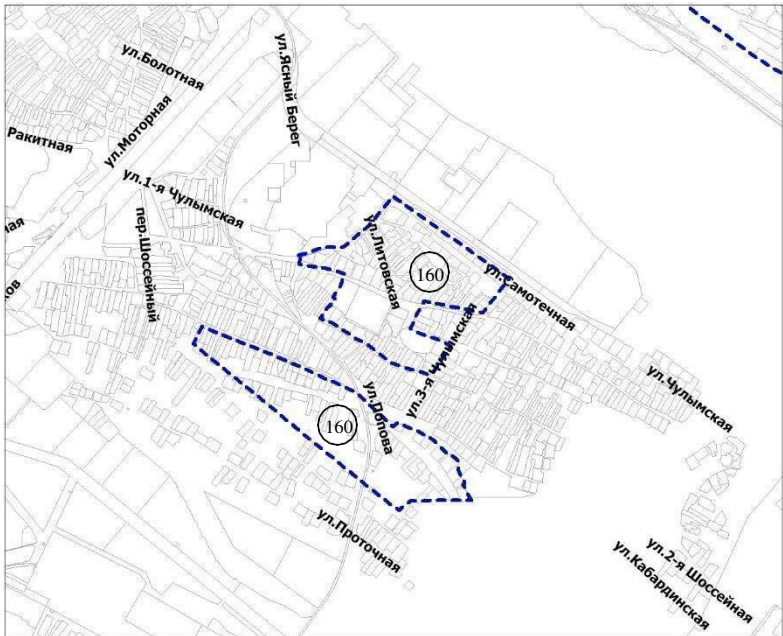 ул.Болотная
ул.Ясный Берег
ул.Моторная
Ракитная
ул.1-я Чулымская
пер.Шоссейный
ул.Литовская
160
ул.Самотечная
ул.3-я Чулымская
ул.Чулымская
ул.Попова
160
ул.Проточная
ул.2-я Шоссейная
ул.Кабардинская